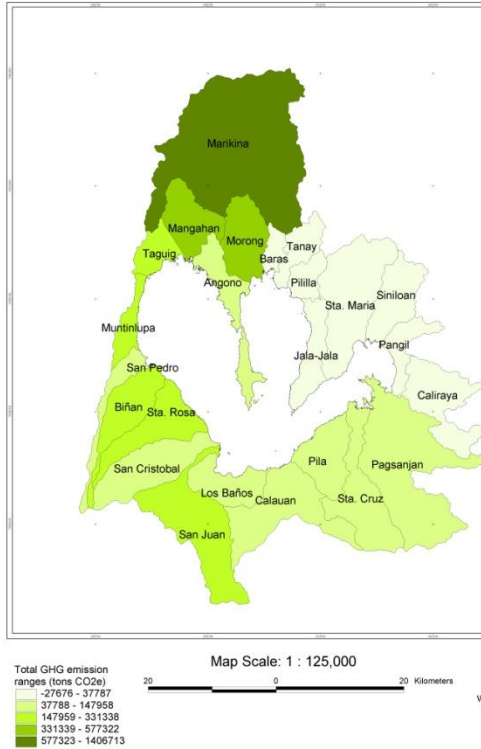 Marikina
Mangahan
Morong
Tanay
Taguig
Baras
Angono
Pililla
Siniloan
Sta. Maria
Muntinlupa
Pangil
Jala-Jala
San Pedro
Caliraya
Biñan
Sta. Rosa
Pila
San Cristobal
Pagsanjan
Los Baños
Calauan
Sta. Cruz
San Juan
Total GHG emission
ranges (tons CO2e)
-27676 - 37787
37788 - 147958
147959 - 331338
331339 - 577322
577323 - 1406713
Map Scale: 1 : 125,000
20 0 20 Kilometers